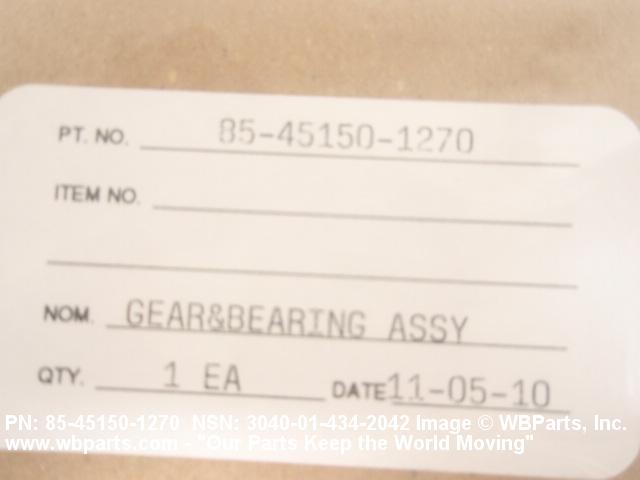 PT. NO. 85-45150-1270
ITEM NO.
NOM. GEAR&BEARING ASSY
QTY. 1 EA DATE 11-05-10
PN: 85-45150-1270 NSN: 3040-01-434-2042 Image © WBParts, Inc.
www.wbparts.com - "Our Parts Keep the World Moving"